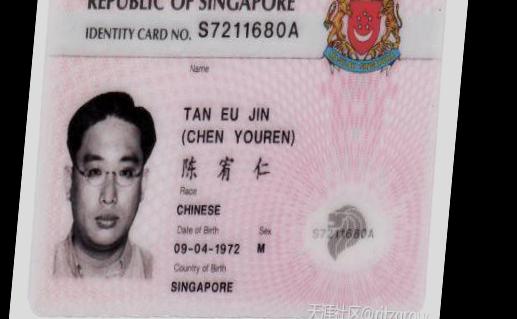 REPUBLIC OF SINGAPORE
IDENTITY CARD NO. S7211680A
Name
TAN EU JIN
(CHEN YOUREN)
陈 宥 仁
Race
CHINESE
Date of Birth Sex
09-04-1972 M
S7211680A
Country of Birth
SINGAPORE
天涯社区